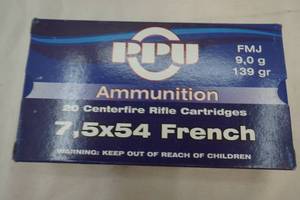 PPU
FMJ
9,0 g
139 gr
Ammunition
20 Centerfire Rifle Cartridges
7,5x54 French
WARNING: KEEP OUT OF REACH OF CHILDREN